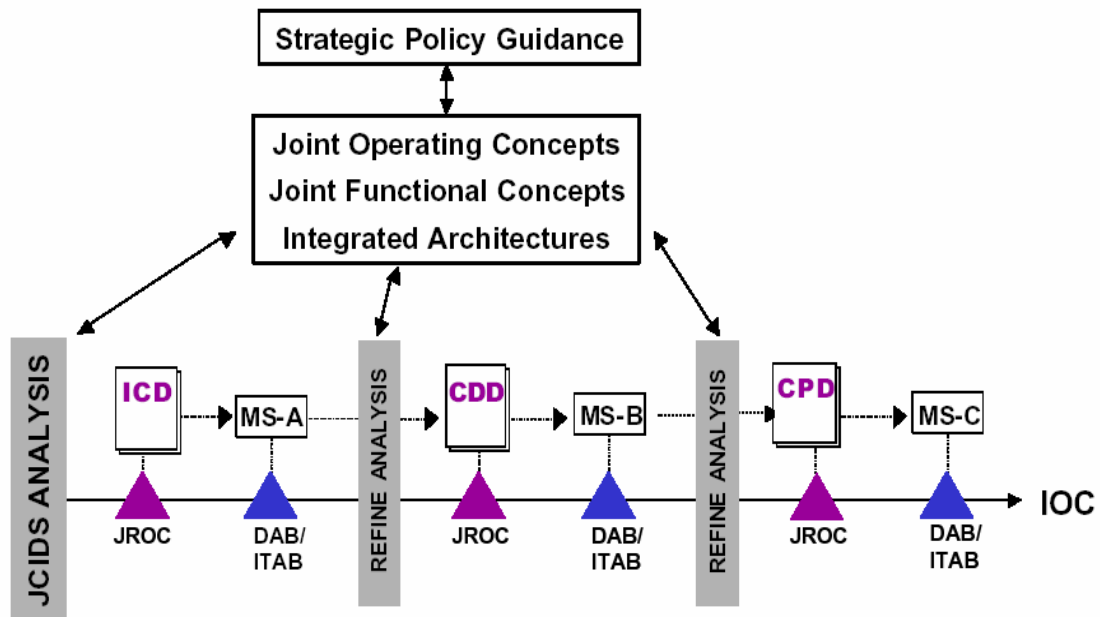 Strategic Policy Guidance
Joint Operating Concepts
Joint Functional Concepts
Integrated Architectures
JCIDS ANALYSIS
ICD
MS-A
REFINE ANALYSIS
CDD
MS-B
REFINE ANALYSIS
CPD
MS-C
JROC
DAB/
ITAB
JROC
DAB/
ITAB
JROC
DAB/
ITAB
IOC